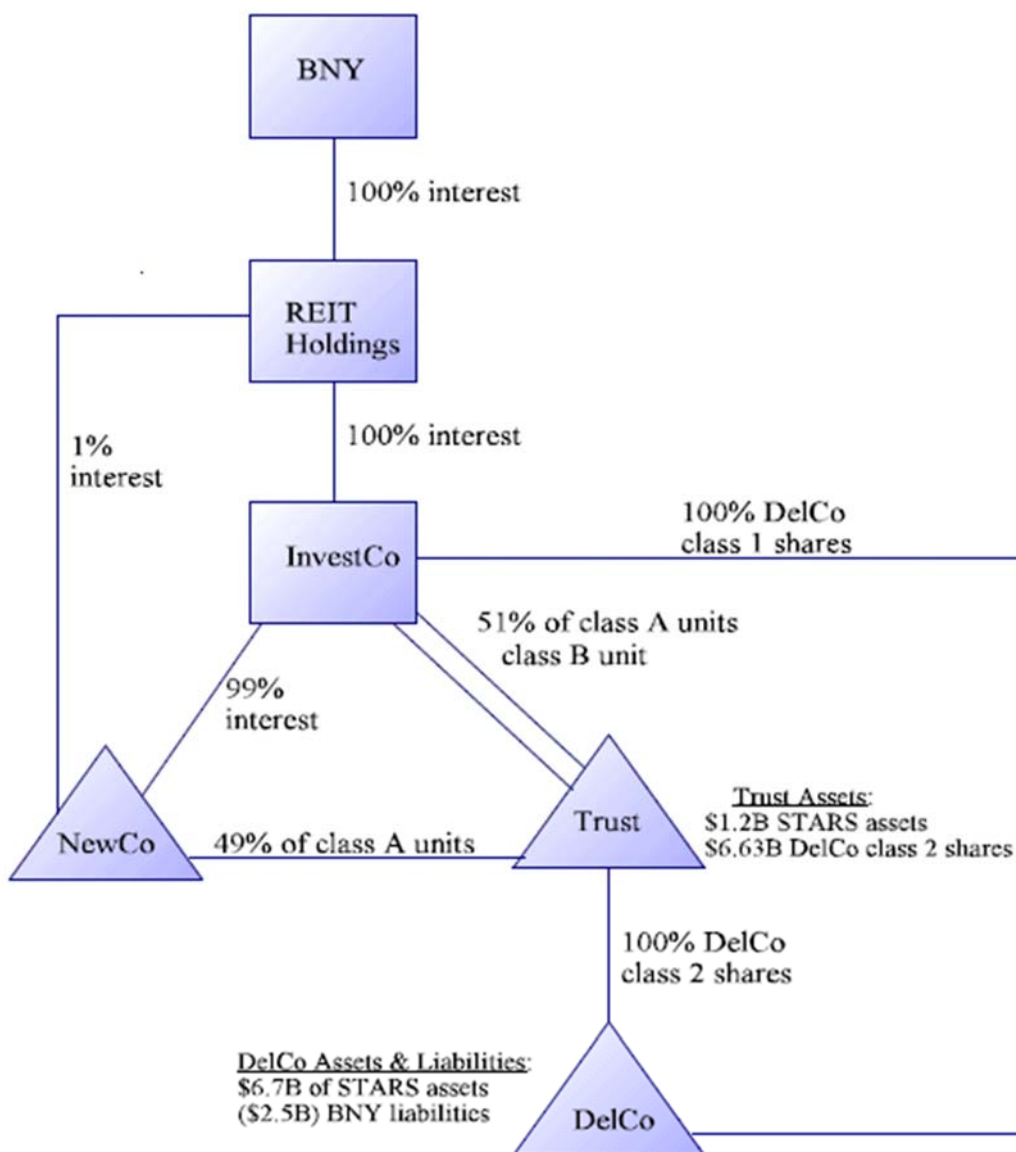 BNY
100% interest
REIT
Holdings
1%
interest
100% interest
InvestCo
100% DelCo
class 1 shares
51% of class A units
class B unit
99%
interest
NewCo
49% of class A units
Trust
Trust Assets:
$1.2B STARS assets
$6.63B DelCo class 2 shares
100% DelCo
class 2 shares
DelCo Assets & Liabilities:
$6.7B of STARS assets
($2.5B) BNY liabilities
DelCo